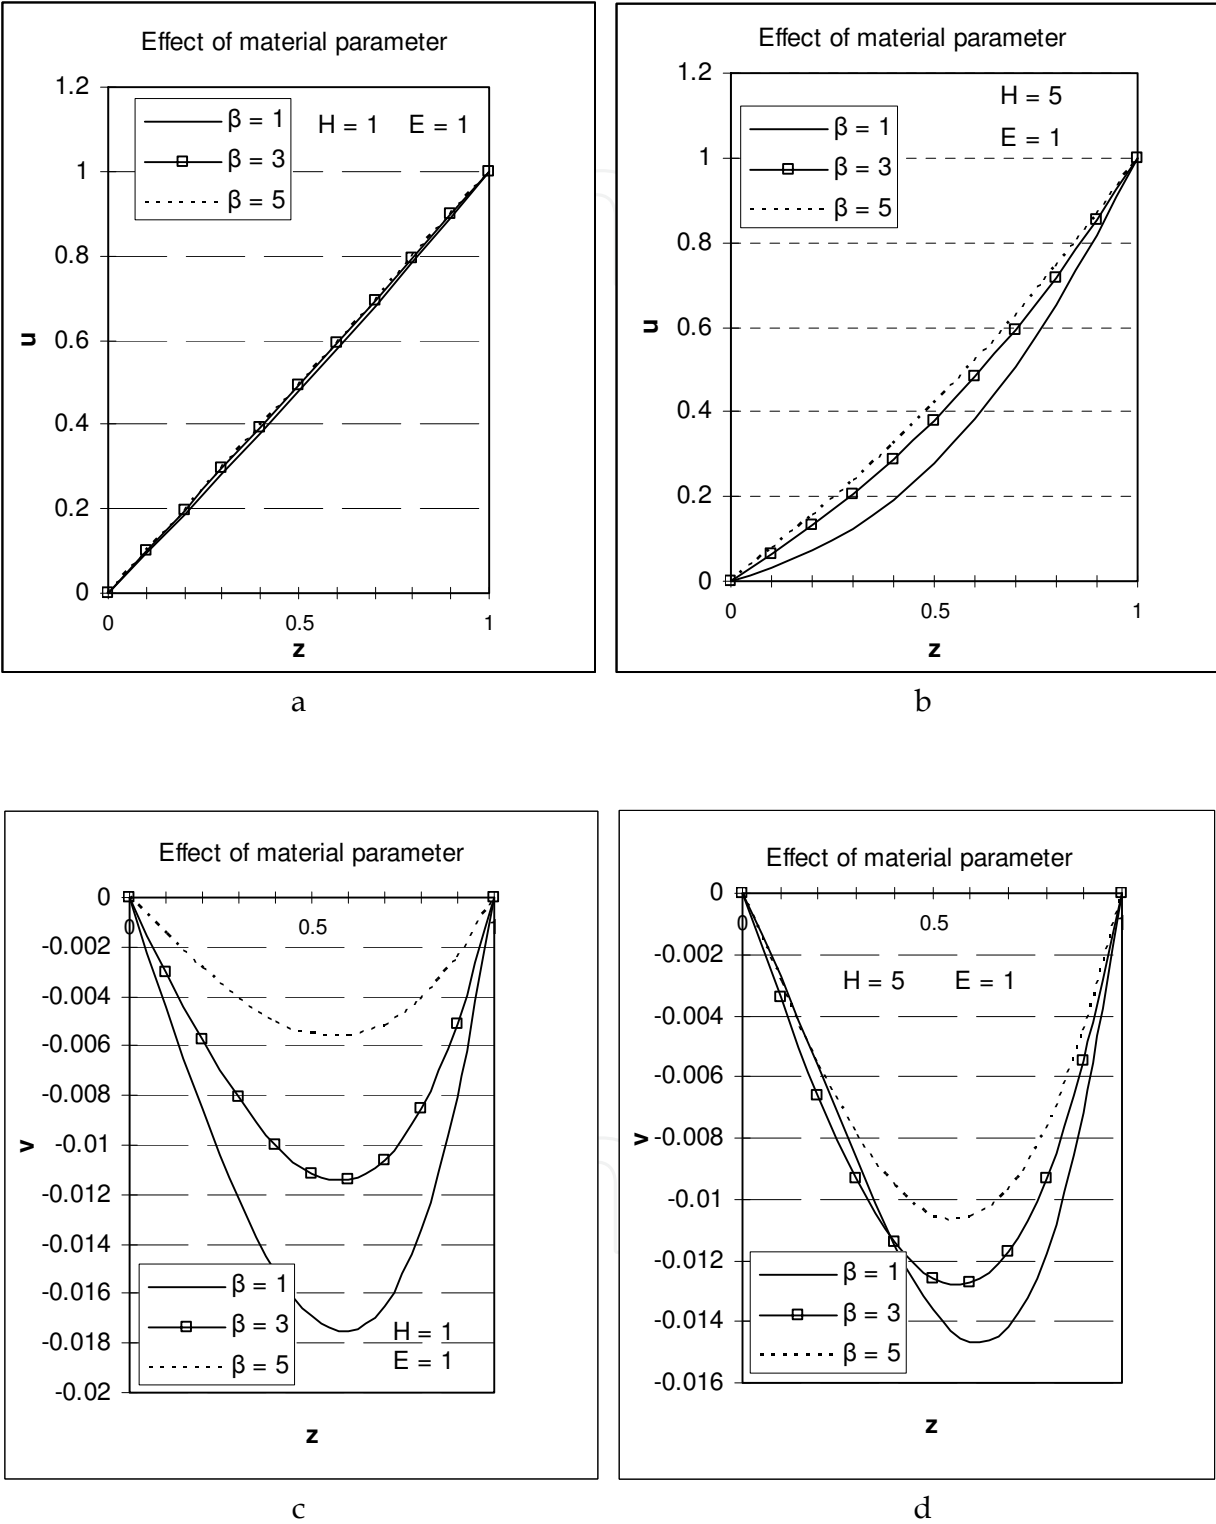 Effect of material parameter
1.2
1
0.8
0.6
0.4
0.2
0
β = 1
β = 3
β = 5
H = 1 E = 1
u
0
0.5
1
z
a
Effect of material parameter
1.2
1
0.8
0.6
0.4
0.2
0
β = 1
β = 3
β = 5
H = 5
E = 1
u
0
0.5
1
z
b
Effect of material parameter
0
-0.002
-0.004
-0.006
-0.008
-0.01
-0.012
-0.014
-0.016
-0.018
-0.02
0
0.5
1
v
β = 1
β = 3
β = 5
H = 1
E = 1
z
c
Effect of material parameter
0
-0.002
-0.004
-0.006
-0.008
-0.01
-0.012
-0.014
-0.016
0
0.5
1
H = 5 E = 1
v
β = 1
β = 3
β = 5
z
d